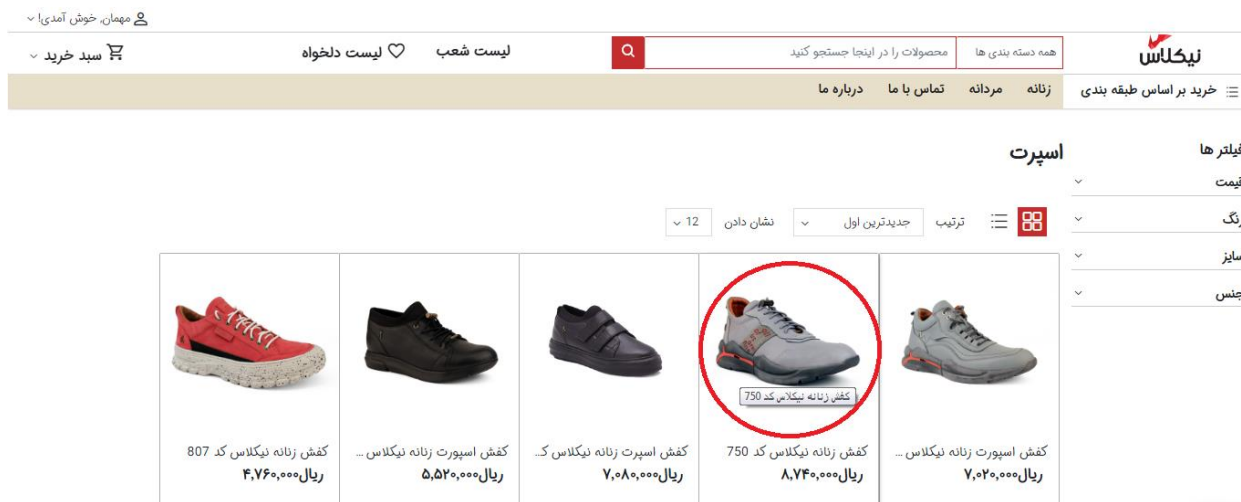 مهمان, خوش آمدی!
نیکلاس
همه دسته بندی ها
محصولات را در اینجا جستجو کنید
لیست شعب
لیست دلخواه
سبد خرید
خرید بر اساس طبقه بندی
زنانه
مردانه
تماس با ما
درباره ما
فیلتر ها
قیمت
رنگ
سایز
جنس
اسپرت
ترتیب
جدیدترین اول
نشان دادن
12
کفش زنانه نیکلاس کد 750
کفش اسپورت زنانه نیکلاس ...
ریال۷,۰۲۰,۰۰۰
کفش زنانه نیکلاس کد 750
ریال۸,۷۴۰,۰۰۰
کفش اسپرت زنانه نیکلاس ک...
ریال۷,۰۸۰,۰۰۰
کفش اسپورت زنانه نیکلاس ...
ریال۵,۵۲۰,۰۰۰
کفش زنانه نیکلاس کد 807
ریال۴,۷۶۰,۰۰۰